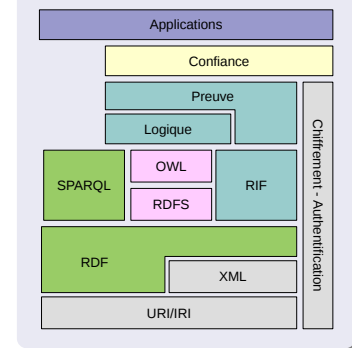 Applications
Confiance
Preuve
Logique
Chiffrement - Authentification
SPARQL
OWL
RIF
RDFS
RDF
XML
URI/IRI